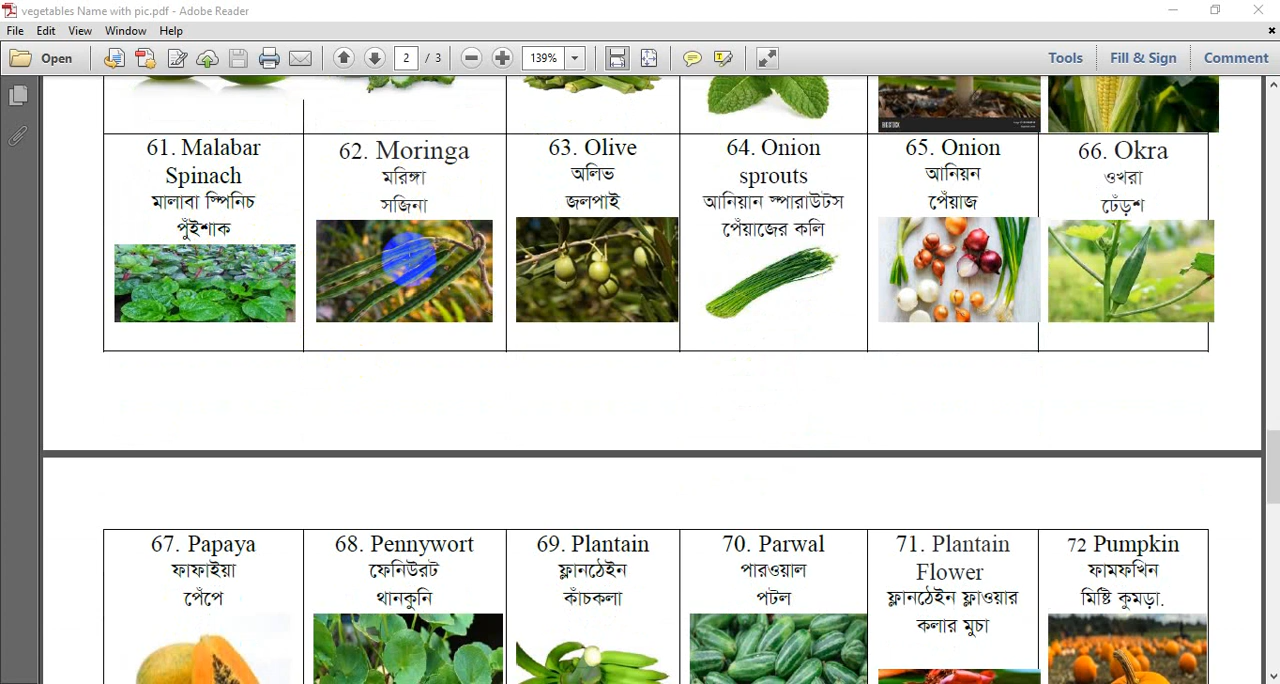 vegetables Name with pic.pdf - Adobe Reader
File Edit View Window Help
Open 2 / 3 139% Tools Fill & Sign Comment
BIGSTOCK
61. Malabar
Spinach
মালাবা স্পিনিচ
পুঁইশাক
62. Moringa
মরিঙ্গা
সজিনা
63. Olive
অলিভ
জলপাই
64. Onion
sprouts
আনিয়ান স্পারাউটস
পেঁয়াজের কলি
65. Onion
আনিয়ন
পেঁয়াজ
66. Okra
ওখরা
ঢেঁড়শ
67. Papaya
ফাফাইয়া
পেঁপে
68. Pennywort
ফেনিউরট
থানকুনি
69. Plantain
ফ্লানঠেইন
কাঁচকলা
70. Parwal
পারওয়াল
পটল
71. Plantain
Flower
ফ্লানঠেইন ফ্লাওয়ার
কলার মুচা
72 Pumpkin
ফামফখিন
মিষ্টি কুমড়া.